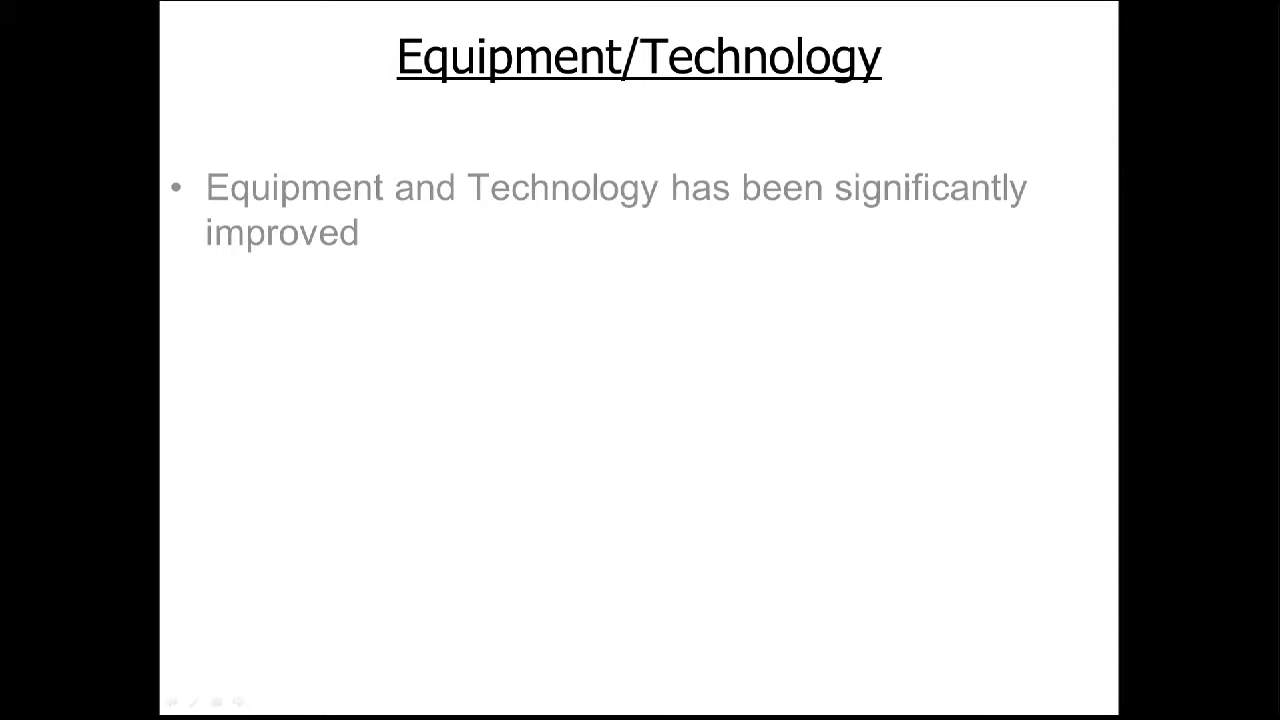 Equipment/Technology
• Equipment and Technology has been significantly
improved